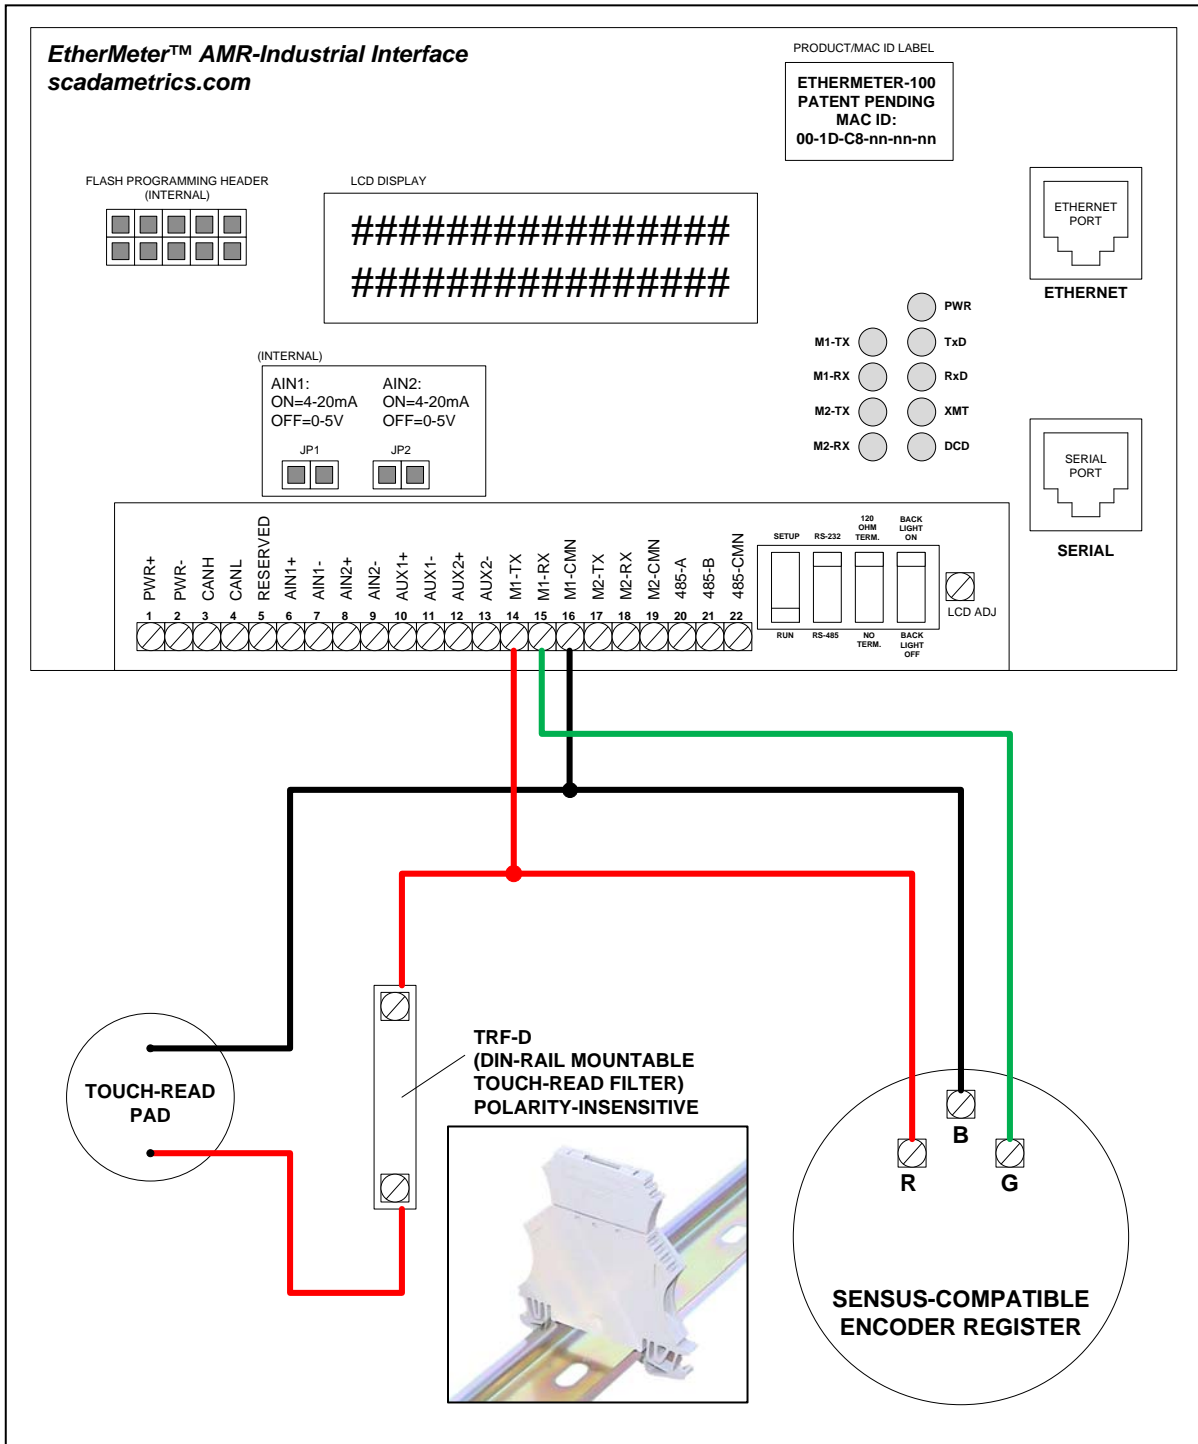 EtherMeter™ AMR-Industrial Interface
scadametrics.com
PRODUCT/MAC ID LABEL
ETHERMETER-100
PATENT PENDING
MAC ID:
00-1D-C8-nn-nn-nn
FLASH PROGRAMMING HEADER
(INTERNAL)
LCD DISPLAY
################
################
ETHERNET
PORT
ETHERNET
PWR
M1-TX
TxD
M1-RX
RxD
M2-TX
XMT
M2-RX
DCD
(INTERNAL)
AIN1:
ON=4-20mA
OFF=0-5V
AIN2:
ON=4-20mA
OFF=0-5V
JP1
JP2
SERIAL
PORT
SERIAL
PWR+
PWR-
CANH
CANL
RESERVED
AIN1+
AIN1-
AIN2+
AIN2-
AUX1+
AUX1-
AUX2+
AUX2-
M1-TX
M1-RX
M1-CMN
M2-TX
M2-RX
M2-CMN
485-A
485-B
485-CMN
1 2 3 4 5 6 7 8 9 10 11 12 13 14 15 16 17 18 19 20 21 22
SETUP
RS-232
120
OHM
TERM.
BACK
LIGHT
ON
RUN
RS-485
NO
TERM.
BACK
LIGHT
OFF
LCD ADJ
TOUCH-READ
PAD
TRF-D
(DIN-RAIL MOUNTABLE
TOUCH-READ FILTER)
POLARITY-INSENSITIVE
B
R
G
SENSUS-COMPATIBLE
ENCODER REGISTER